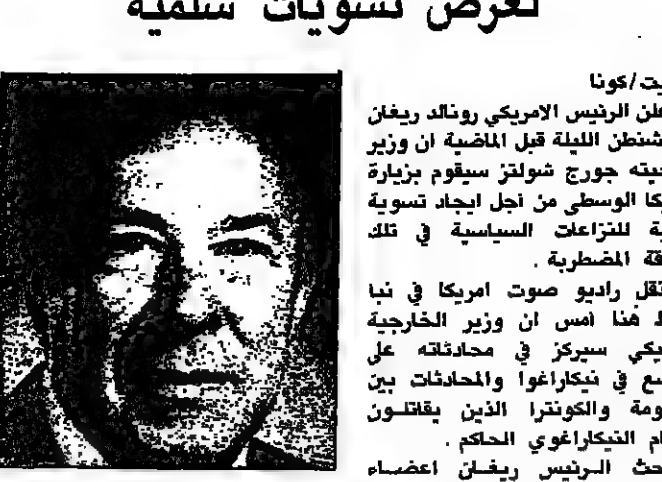 لعرض تسويات سلمية
يت/كونا
علن الرئيس الامريكي رونالد ريغان
شنطن الليلة قبل الماضية ان وزير
جيته جورج شولتز سيقوم بزيارة
كا الوسطى من اجل ايجاد تسوية
ية للنزاعات السياسية في تلك
قة المضطربة .
نقل راديو صوت امريكا في نبا
ط هنا امس ان وزير الخارجية
يكي سيركز في محادثاته على
سع في نيكاراغوا والمحادثات بين
ومة والكونترا الذين يقاتلون
ام النيكاراغوي الحاكم .
حث الرئيس ريغان اعضاء